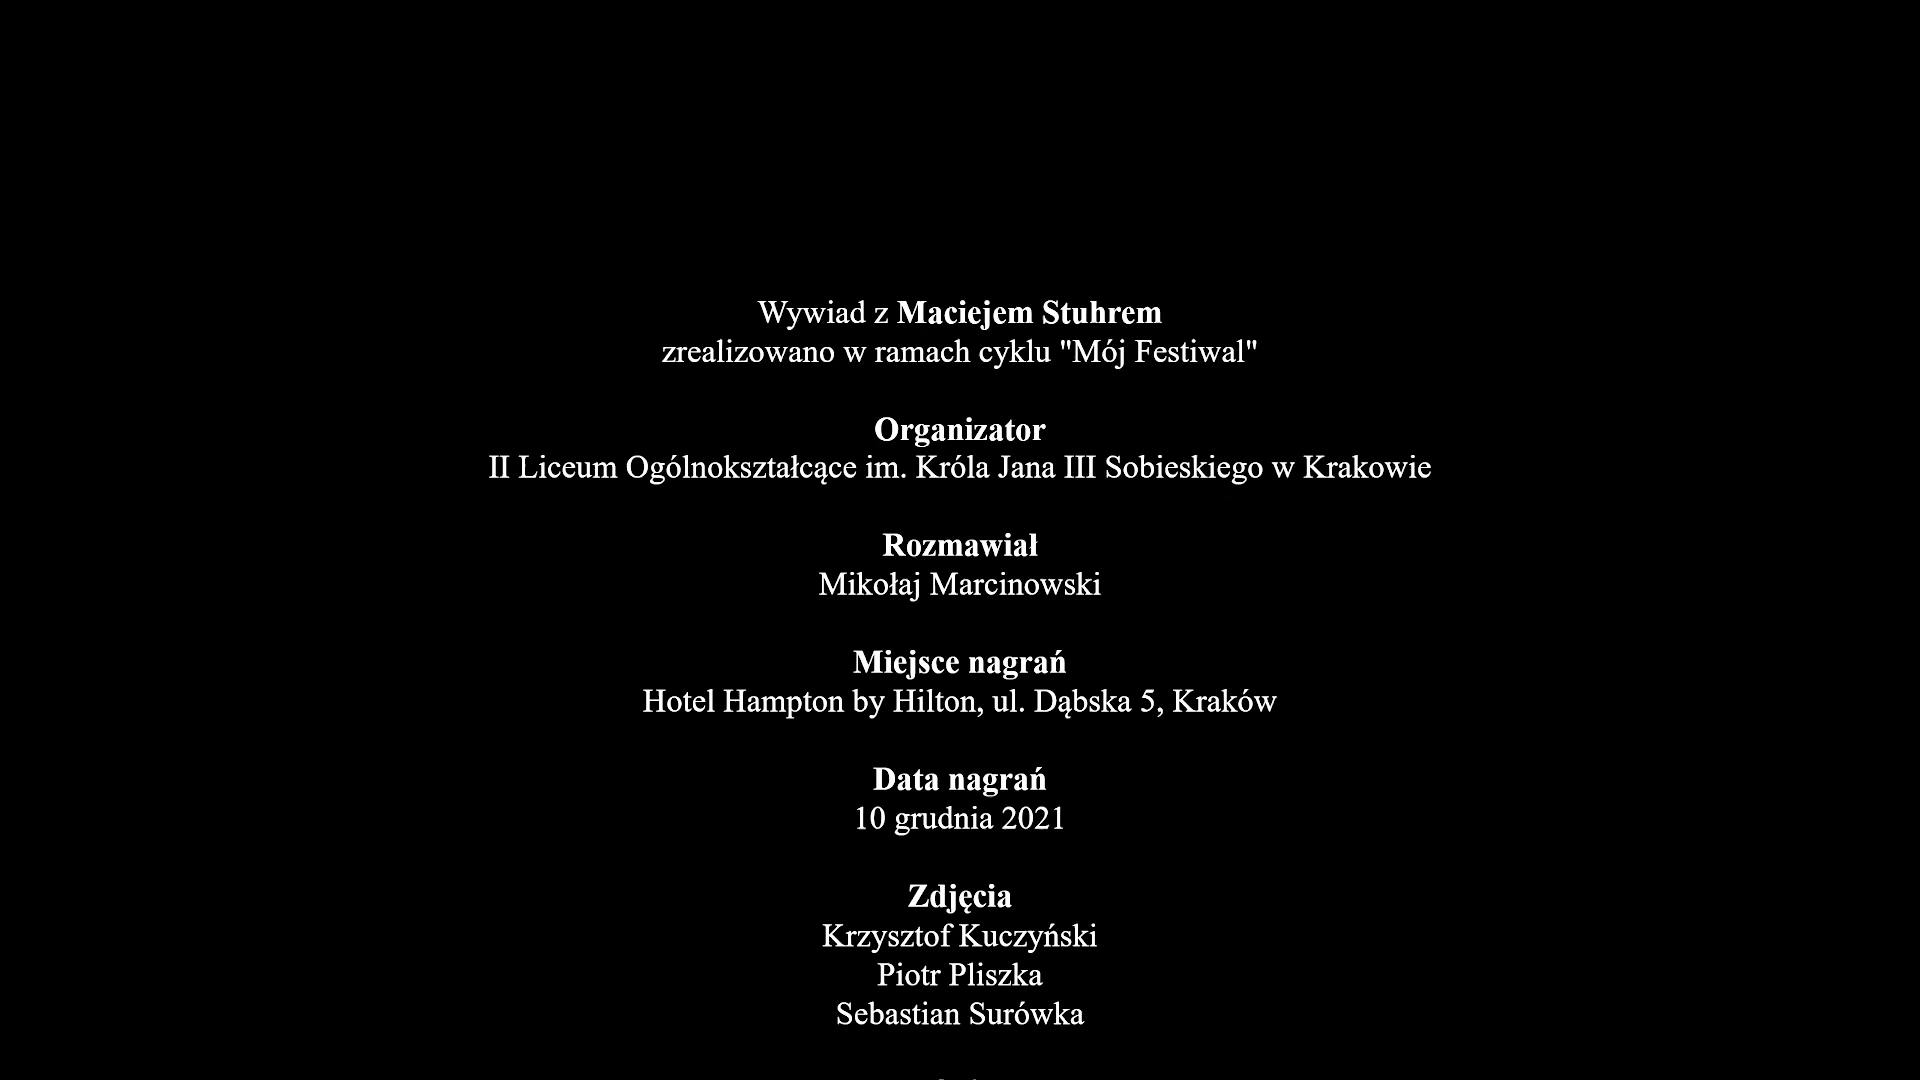 Wywiad z Maciejem Stuhrem
zrealizowano w ramach cyklu "Mój Festiwal"
Organizator
II Liceum Ogólnokształcące im. Króla Jana III Sobieskiego w Krakowie
Rozmawiał
Mikołaj Marcinowski
Miejsce nagrań
Hotel Hampton by Hilton, ul. Dąbska 5, Kraków
Data nagrań
10 grudnia 2021
Zdjęcia
Krzysztof Kuczyński
Piotr Pliszka
Sebastian Surówka